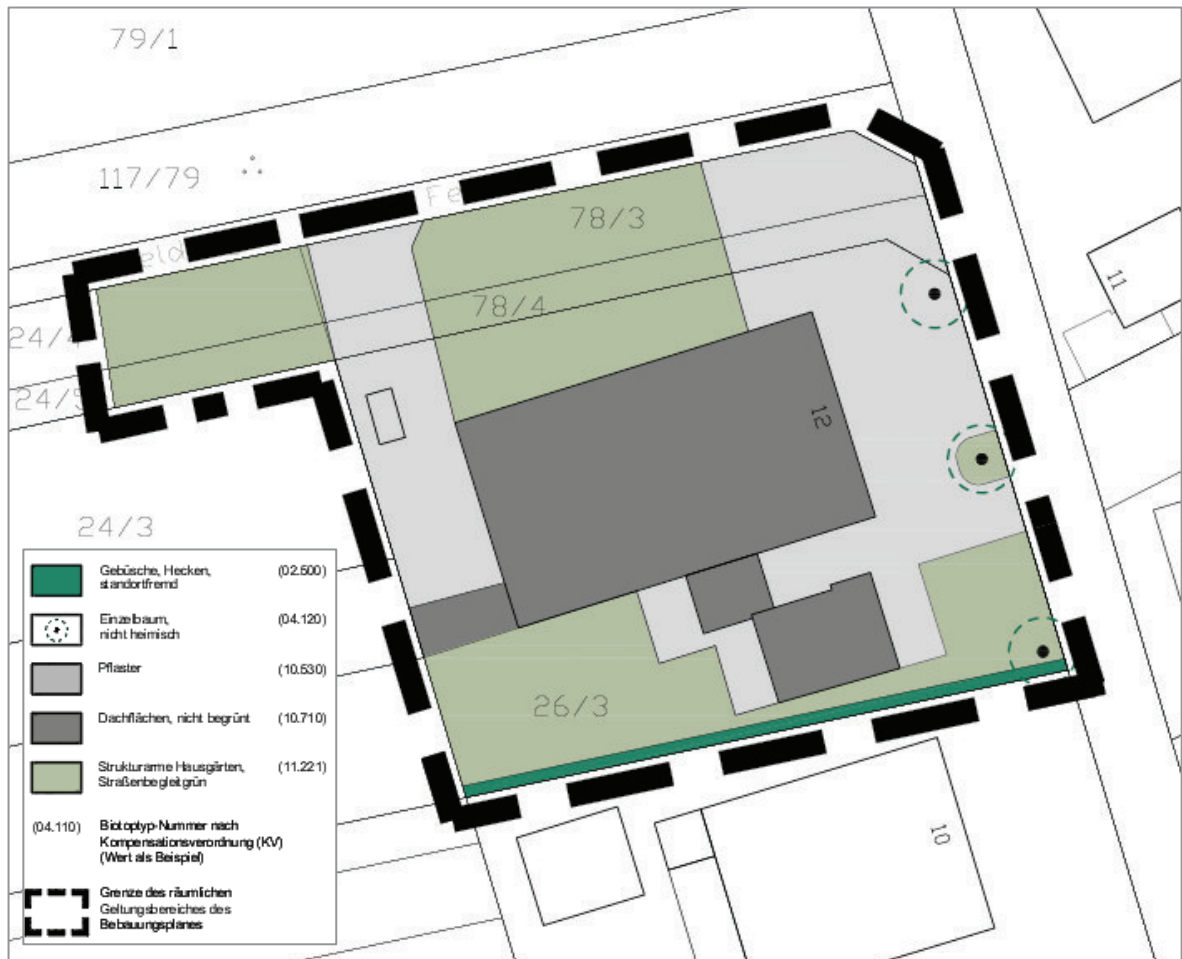 79/1
117/79
Fe
eld
78/3
78/4
11
24/4
24/5
12
24/3
26/3
10
Gebüsche, Hecken, (02.500)
standortfremd
Einzelbaum, (04.120)
nicht heimisch
Pflaster (10.530)
Dachflächen, nicht begrünt (10.710)
Strukturarme Hausgärten, (11.221)
Straßenbegleitgrün
(04.110) Biotoptyp-Nummer nach
Kompensationsverordnung (KV)
(Wert als Beispiel)
Grenze des räumlichen
Geltungsbereiches des
Bebauungsplanes